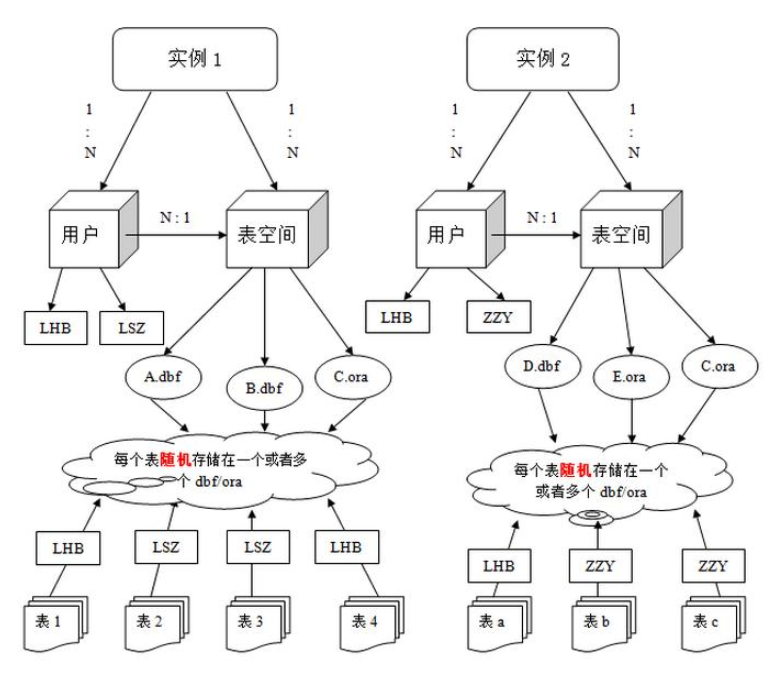 实例 1
1
:
N
1
:
N
用户
N : 1
表空间
LHB
LSZ
A.dbf
B.dbf
C.ora
每个表随机存储在一个或者多
个 dbf/ora
LHB
LSZ
LSZ
LHB
表 1
表 2
表 3
表 4
实例 2
1
:
N
1
:
N
用户
N : 1
表空间
LHB
ZZY
D.dbf
E.ora
C.ora
每个表随机存储在一个
或者多个 dbf/ora
LHB
ZZY
ZZY
表 a
表 b
表 c